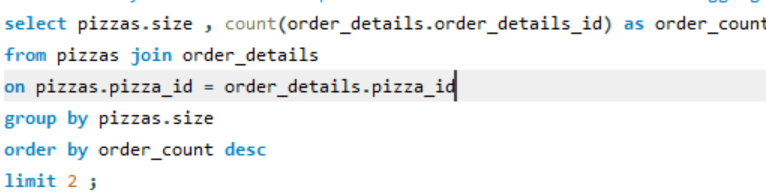 select pizzas.size , count(order_details.order_details_id) as order_count
from pizzas join order_details
on pizzas.pizza_id = order_details.pizza_id
group by pizzas.size
order by order_count desc
limit 2 ;